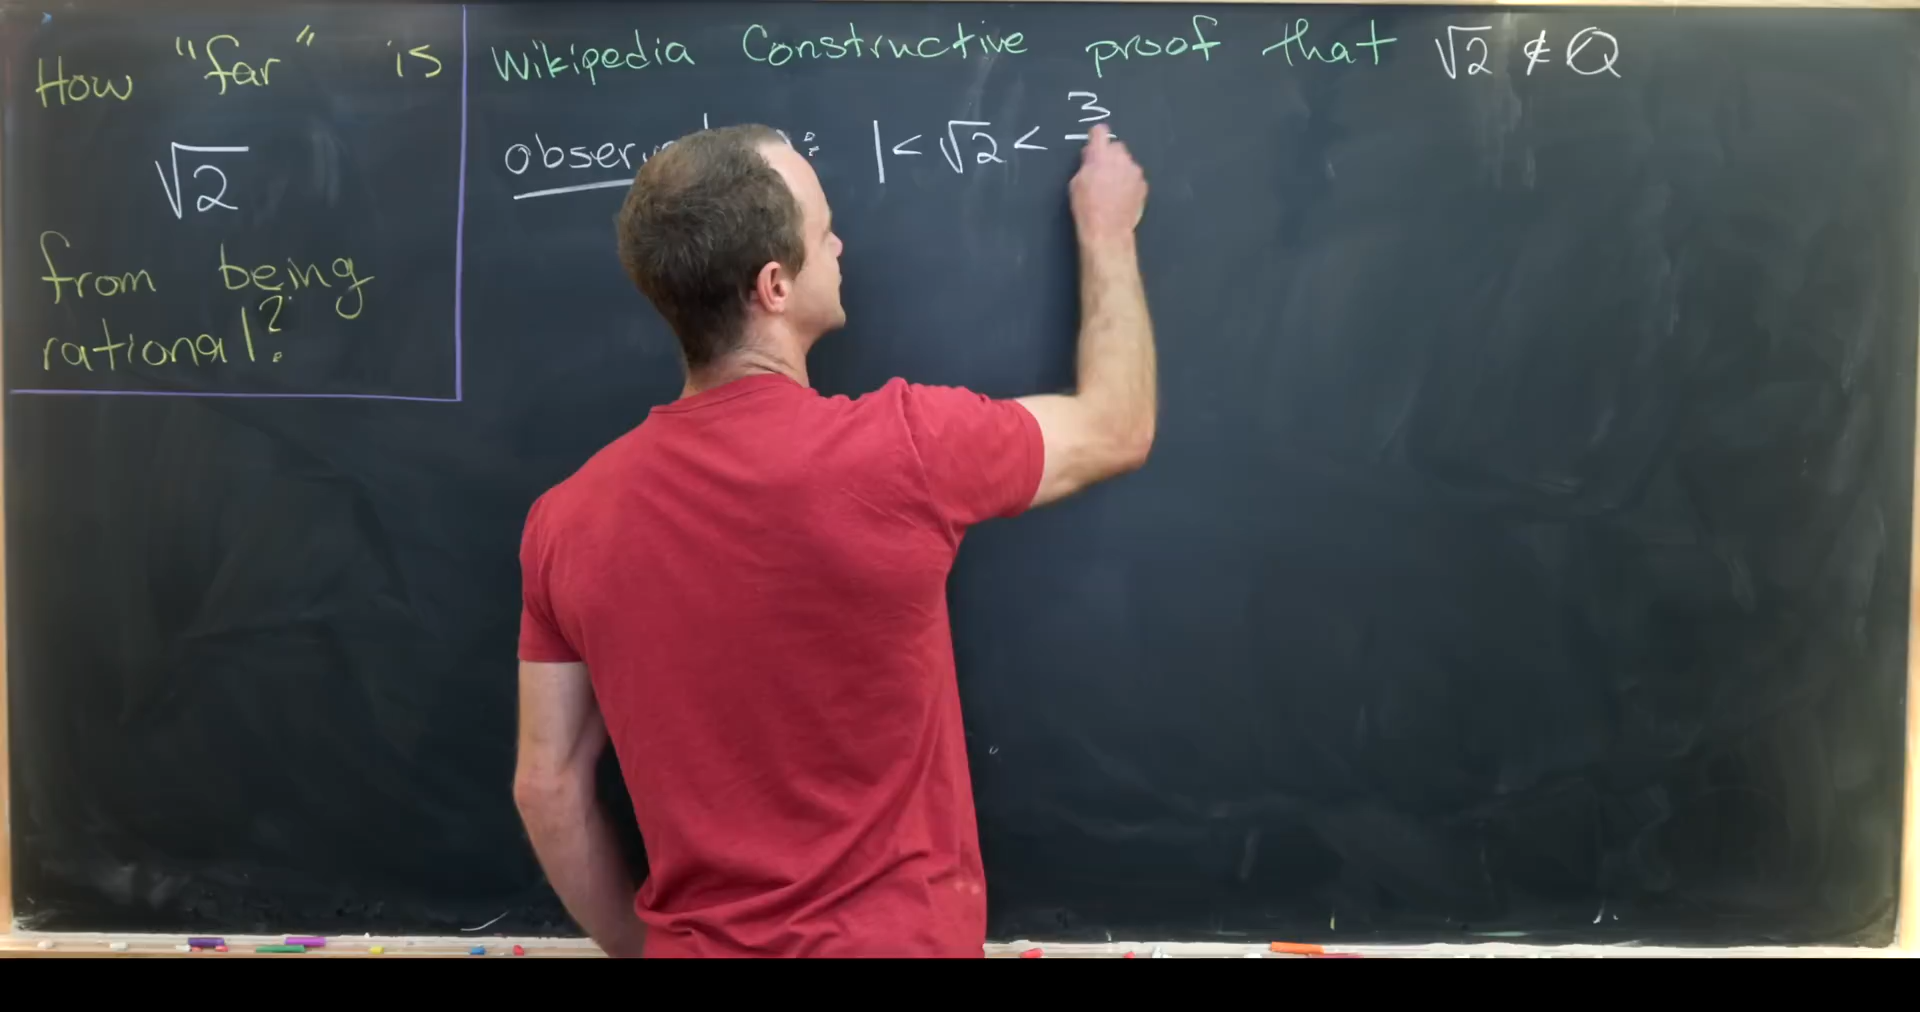 How "far" is
√2
from being
rational?
Wikipedia Constructive proof that √2 ∉ Q
1 < √2 < 3